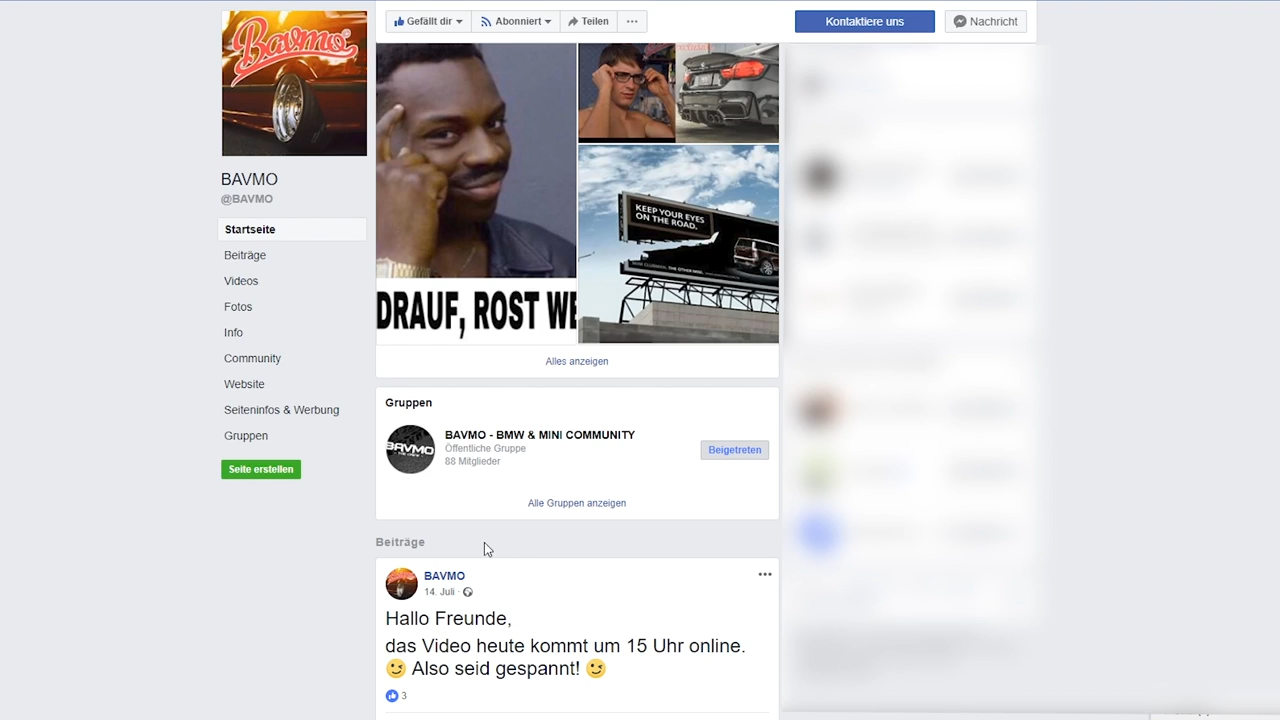 Bavmo
BAVMO
@BAVMO
Startseite
Beiträge
Videos
Fotos
Info
Community
Website
Seiteninfos & Werbung
Gruppen
Seite erstellen
Gefällt dir
Abonniert
Teilen
Kontaktiere uns
Nachricht
DRAUF, ROST WE
KEEP YOUR EYES
ON THE ROAD.
Alles anzeigen
Gruppen
BAVMO
BAVMO - BMW & MINI COMMUNITY
Öffentliche Gruppe
88 Mitglieder
Beigetreten
Alle Gruppen anzeigen
Beiträge
BAVMO
14. Juli ·
Hallo Freunde,
das Video heute kommt um 15 Uhr online.
😉 Also seid gespannt! 😉
3